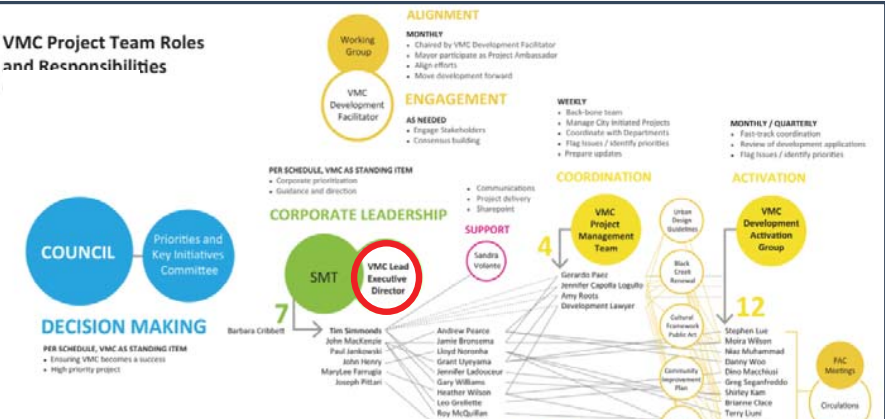 VMC Project Team Roles
and Responsibilities
Working
Group
VMC
Development
Facilitator
ALIGNMENT
MONTHLY
• Chaired by VMC Development Facilitator
• Mayor participate as Project Ambassador
• Align efforts
• Move development forward
ENGAGEMENT
AS NEEDED
• Engage Stakeholders
• Consensus building
WEEKLY
• Back-bone team
• Manage City Initiated Projects
• Coordinate with Departments
• Flag Issues / identify priorities
• Prepare updates
MONTHLY / QUARTERLY
• Fast-track coordination
• Review of development applications
• Flag Issues / identify priorities
PER SCHEDULE, VMC AS STANDING ITEM
• Corporate prioritization
• Guidance and direction
CORPORATE LEADERSHIP
• Communications
• Project delivery
• Sharepoint
SUPPORT
Sandra
Volante
COORDINATION
VMC
Project
Management
Team
ACTIVATION
VMC
Development
Activation
Group
COUNCIL
Priorities and
Key Initiatives
Committee
DECISION MAKING
PER SCHEDULE, VMC AS STANDING ITEM
• Ensuring VMC becomes a success
• High priority project
SMT
VMC Lead
Executive
Director
7
Barbara Cribbett
Tim Simmonds
John MacKenzie
Paul Jankowski
John Henry
MaryLee Farrugia
Joseph Pittari
Andrew Pearce
Jamie Bronsema
Lloyd Noronha
Grant Uyeyama
Jennifer Ladouceur
Gary Williams
Heather Wilson
Leo Grellette
Roy McQuillan
4
Gerardo Paez
Jennifer Capolla Logullo
Amy Roots
Development Lawyer
Urban
Design
Guidelines
Black
Creek
Renewal
Cultural
Framework
Public Art
Community
Improvement
Plan
12
Stephen Lue
Moira Wilson
Niaz Muhammad
Danny Woo
Dino Macchiusi
Greg Seganfreddo
Shirley Kam
Brianne Clace
Terry Liuni
PAC
Meetings
Circulations